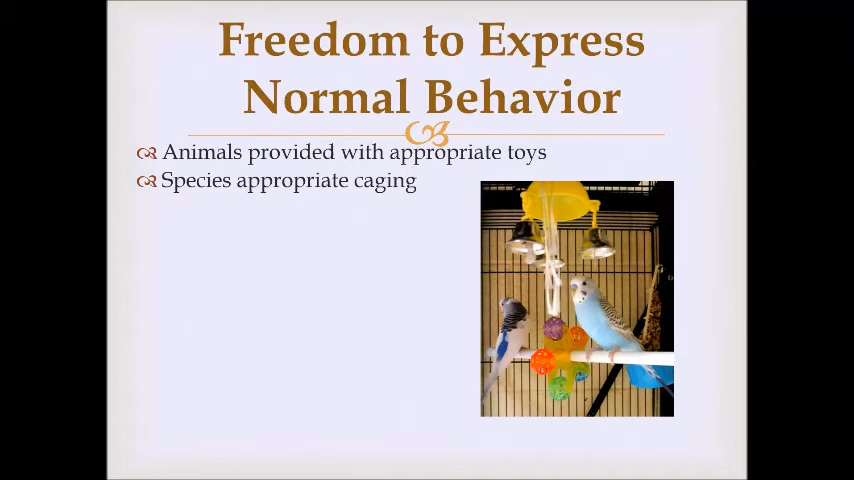 Freedom to Express
Normal Behavior
Animals provided with appropriate toys
Species appropriate caging